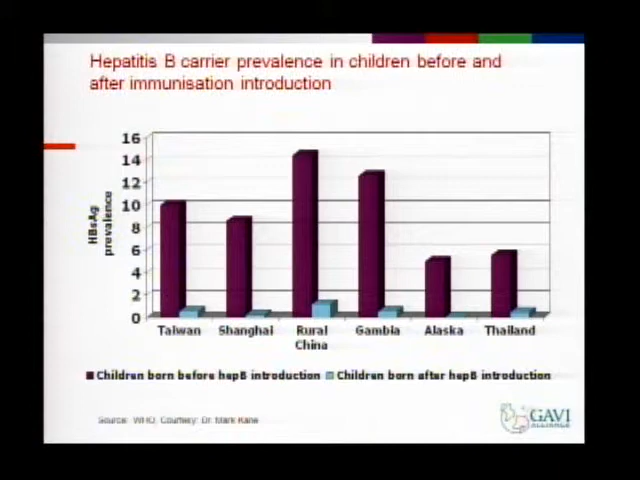 Hepatitis B carrier prevalence in children before and
after immunisation introduction
16
14
12
10
8
6
4
2
0
HBsAg
prevalence
Taiwan Shanghai Rural China Gambia Alaska Thailand
Children born before hepB introduction Children born after hepB introduction
Source: WHO, Courtesy: Dr. Mark Kane
GAVI
ALLIANCE